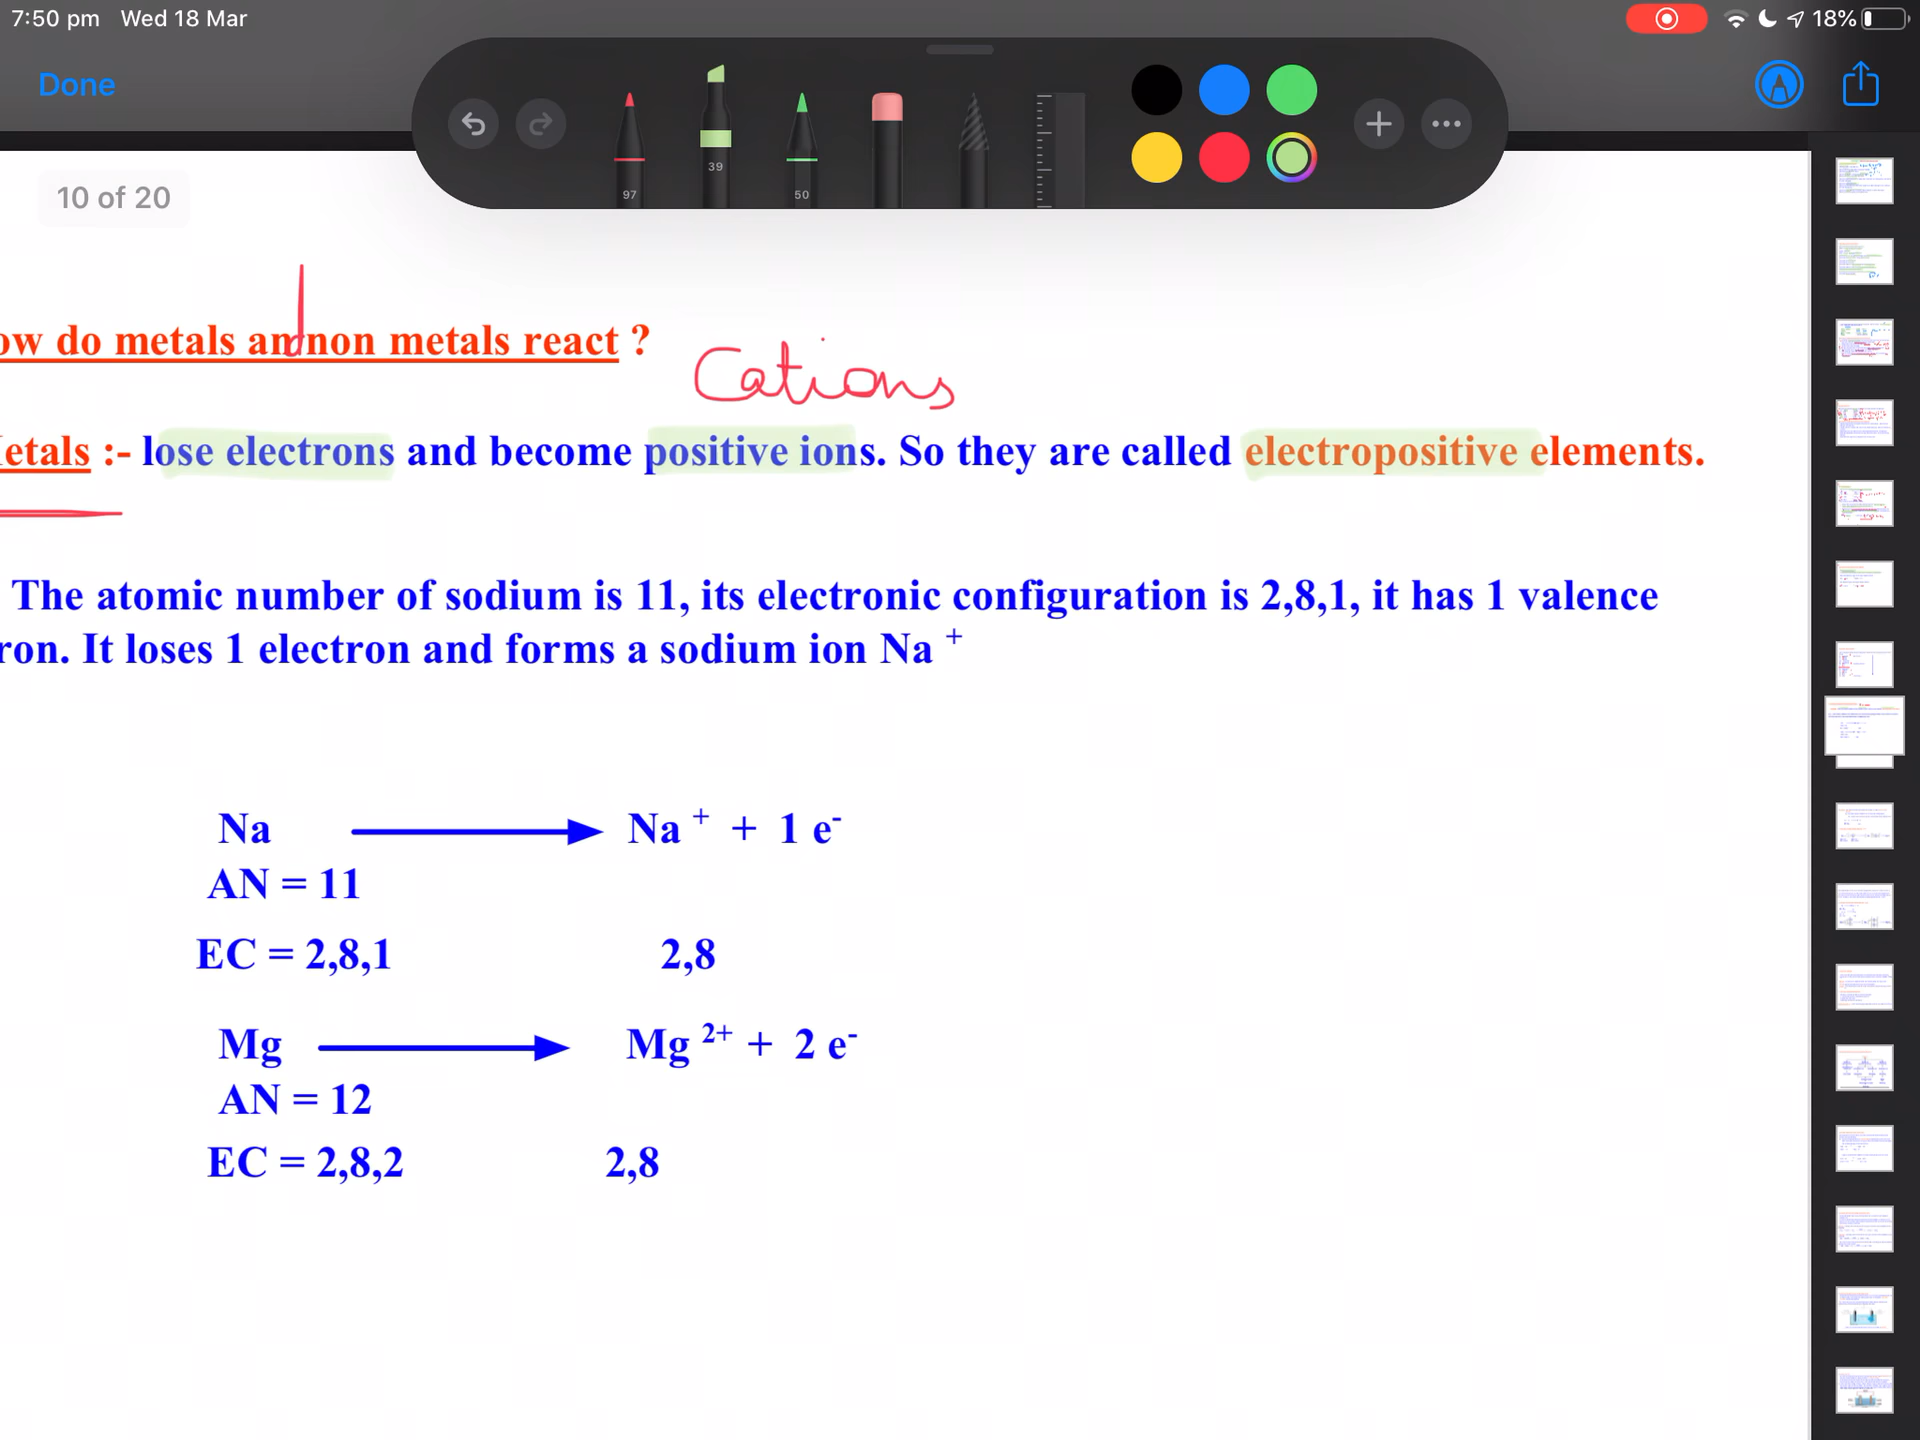 7:50 pm Wed 18 Mar
18%
Done
97
39
50
10 of 20
ow do metals and non metals react ?
Cations
etals :- lose electrons and become positive ions. So they are called electropositive elements.
The atomic number of sodium is 11, its electronic configuration is 2,8,1, it has 1 valence
ron. It loses 1 electron and forms a sodium ion Na +
Na Na + + 1 e-
AN = 11
EC = 2,8,1 2,8
Mg Mg 2+ + 2 e-
AN = 12
EC = 2,8,2 2,8